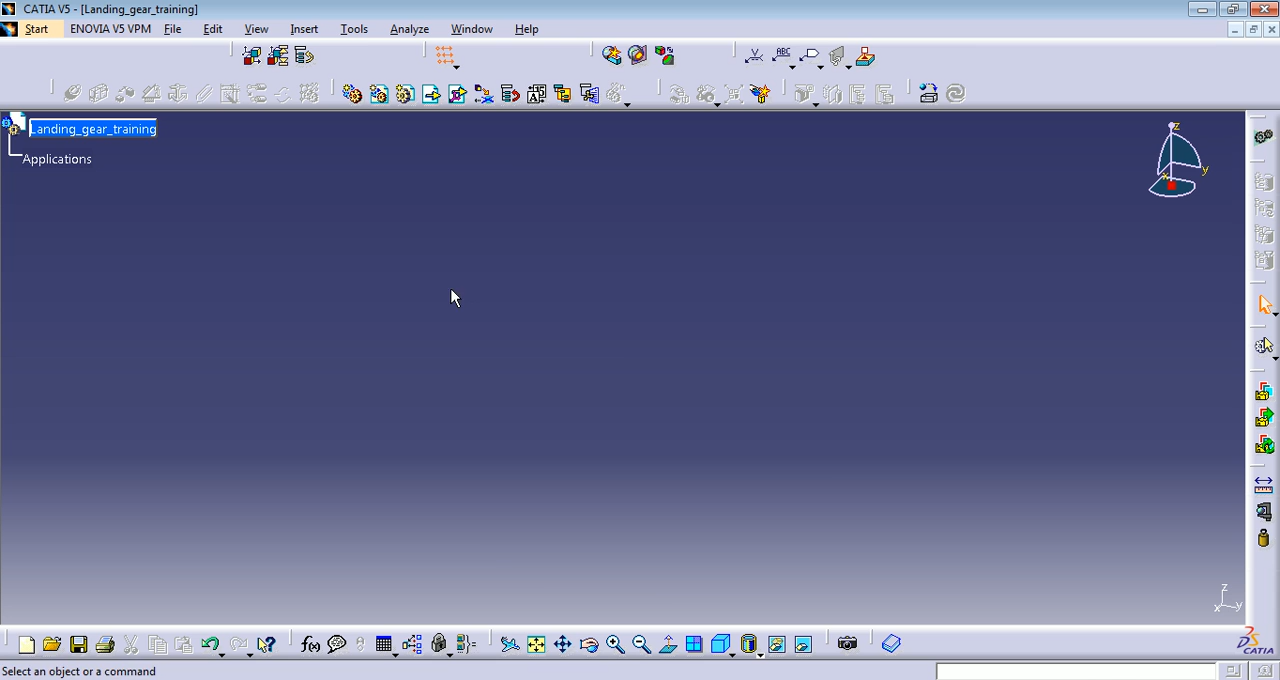 CATIA V5 - [Landing_gear_training]
Start ENOVIA V5 VPM File Edit View Insert Tools Analyze Window Help
ABC
Landing_gear_training
Applications
z
y
x
z
x y
f(x)
CATIA
Select an object or a command